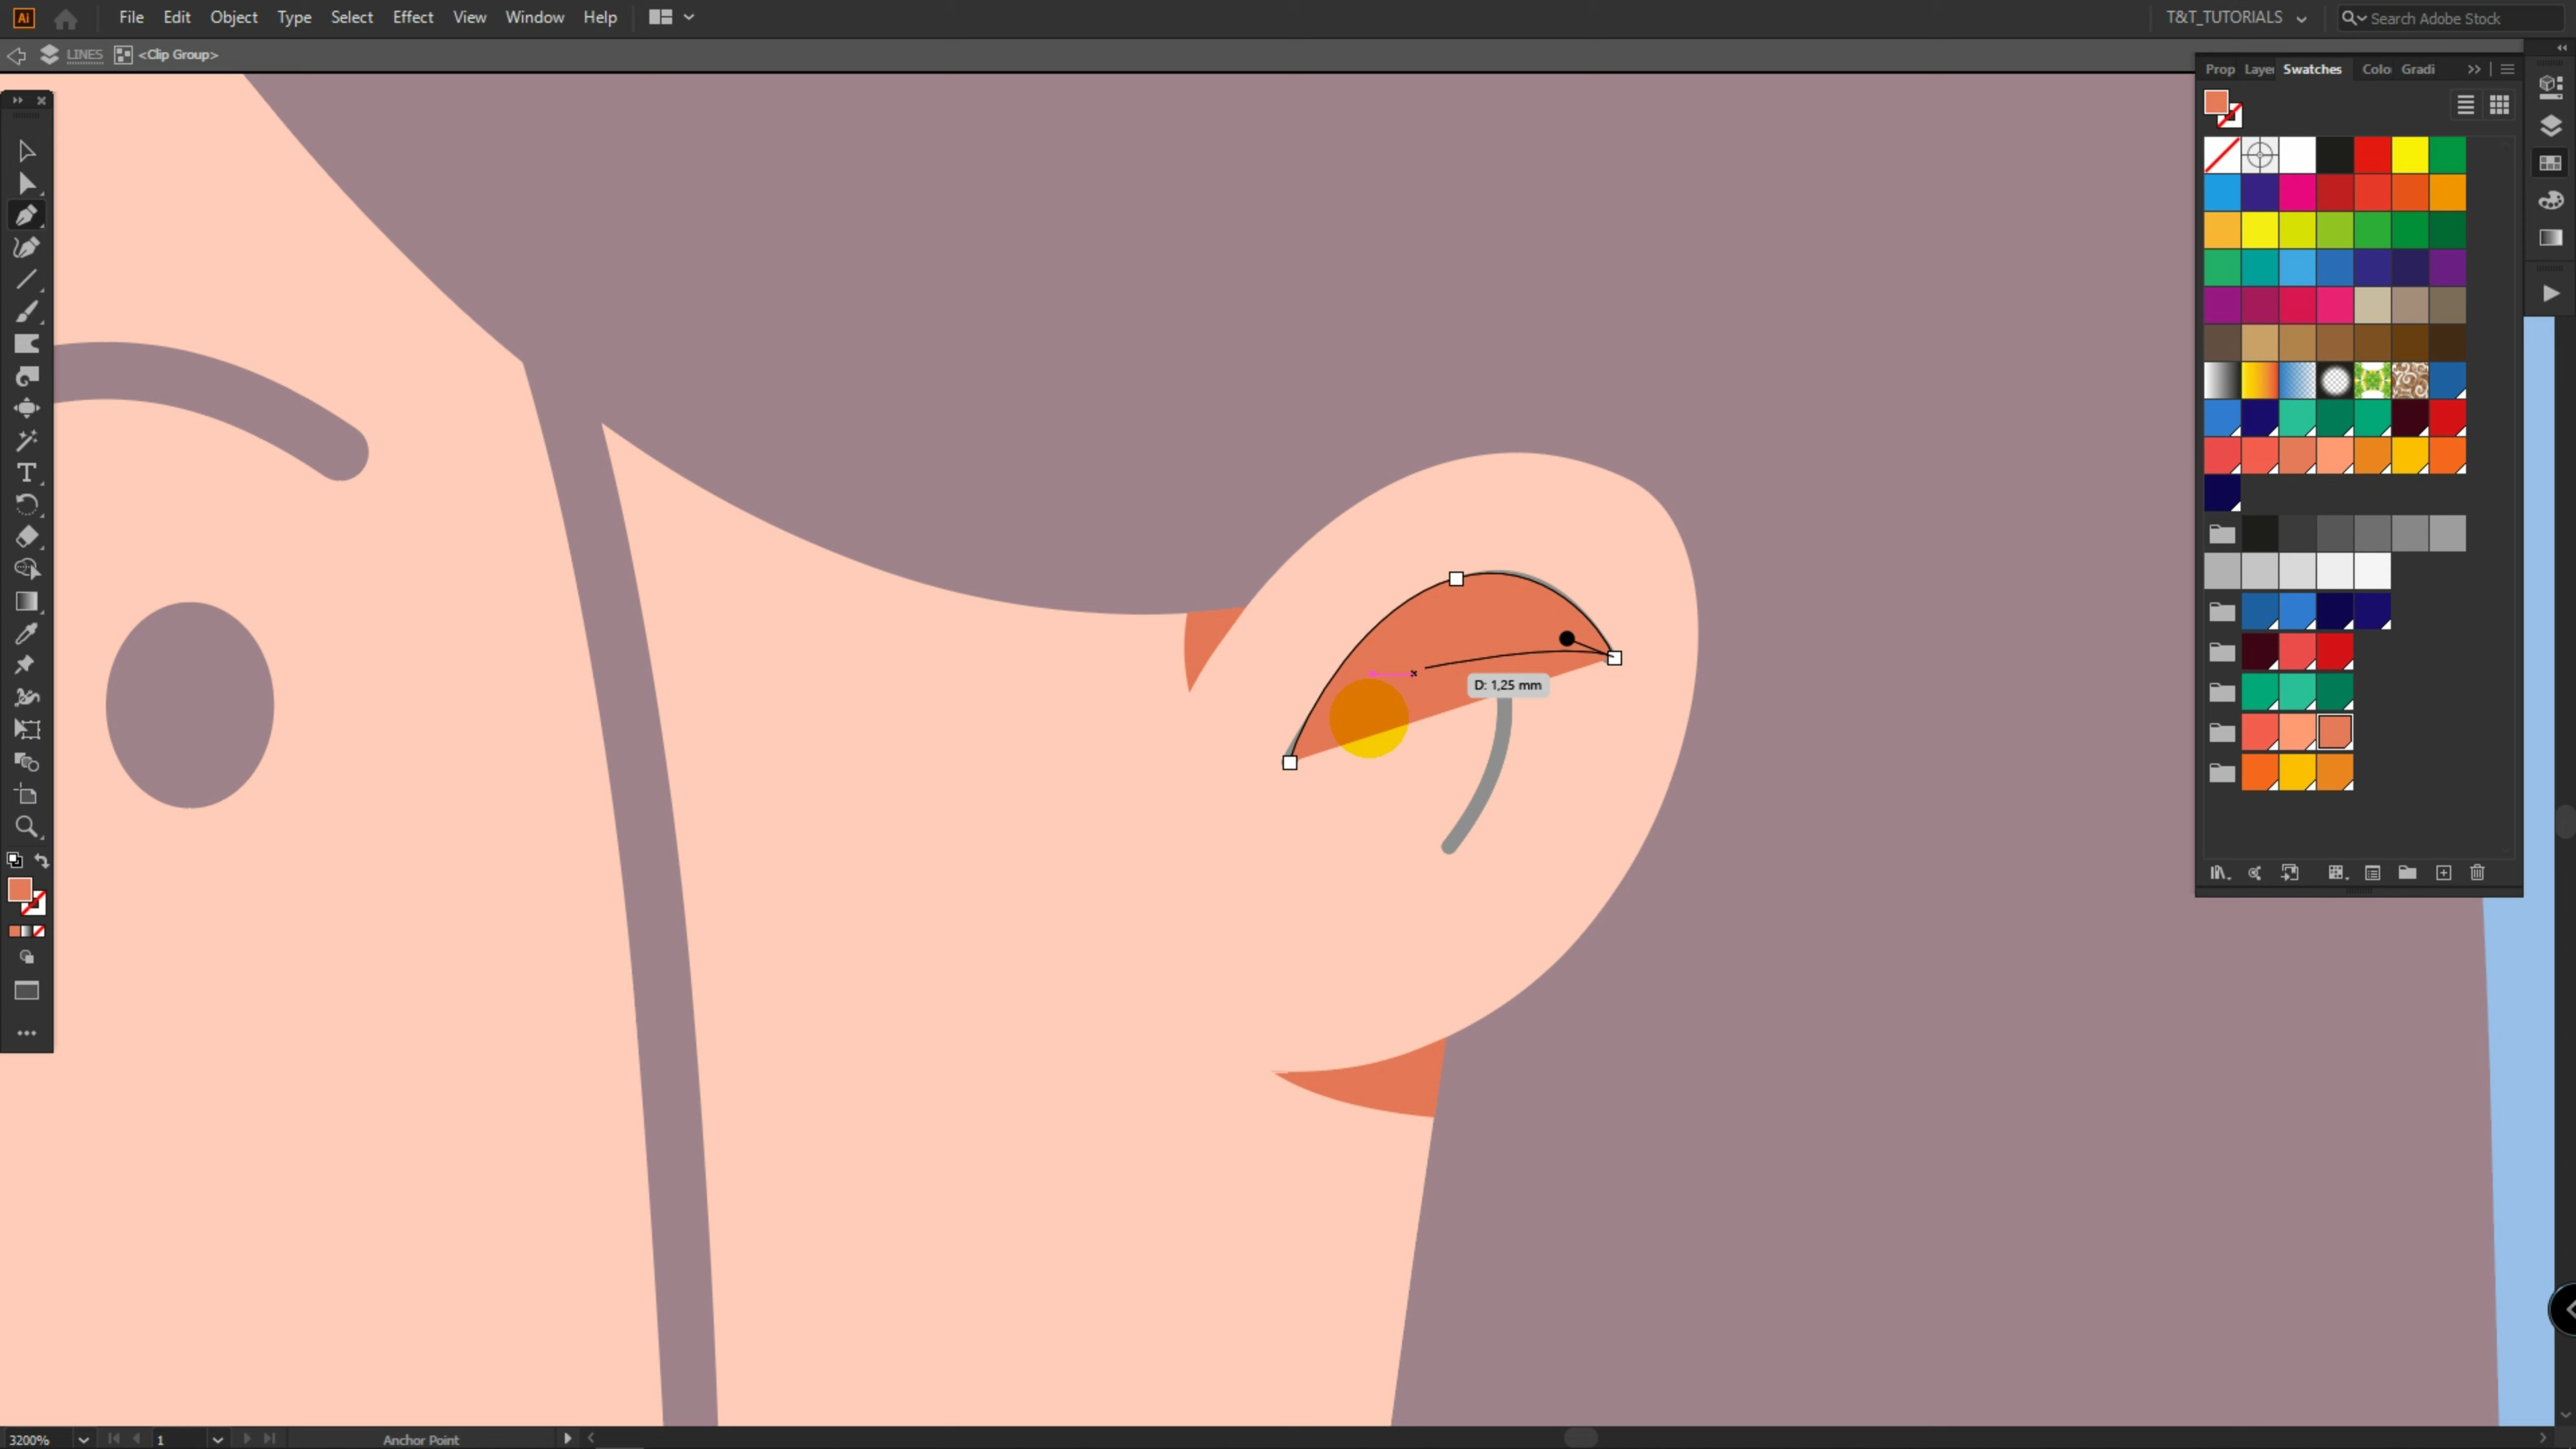 Ai File Edit Object Type Select Effect View Window Help T&T_TUTORIALS Search Adobe Stock
LINES <Clip Group>
Prop Layer Swatches Colo Gradi
D: 1,25 mm
3200% 1 Anchor Point